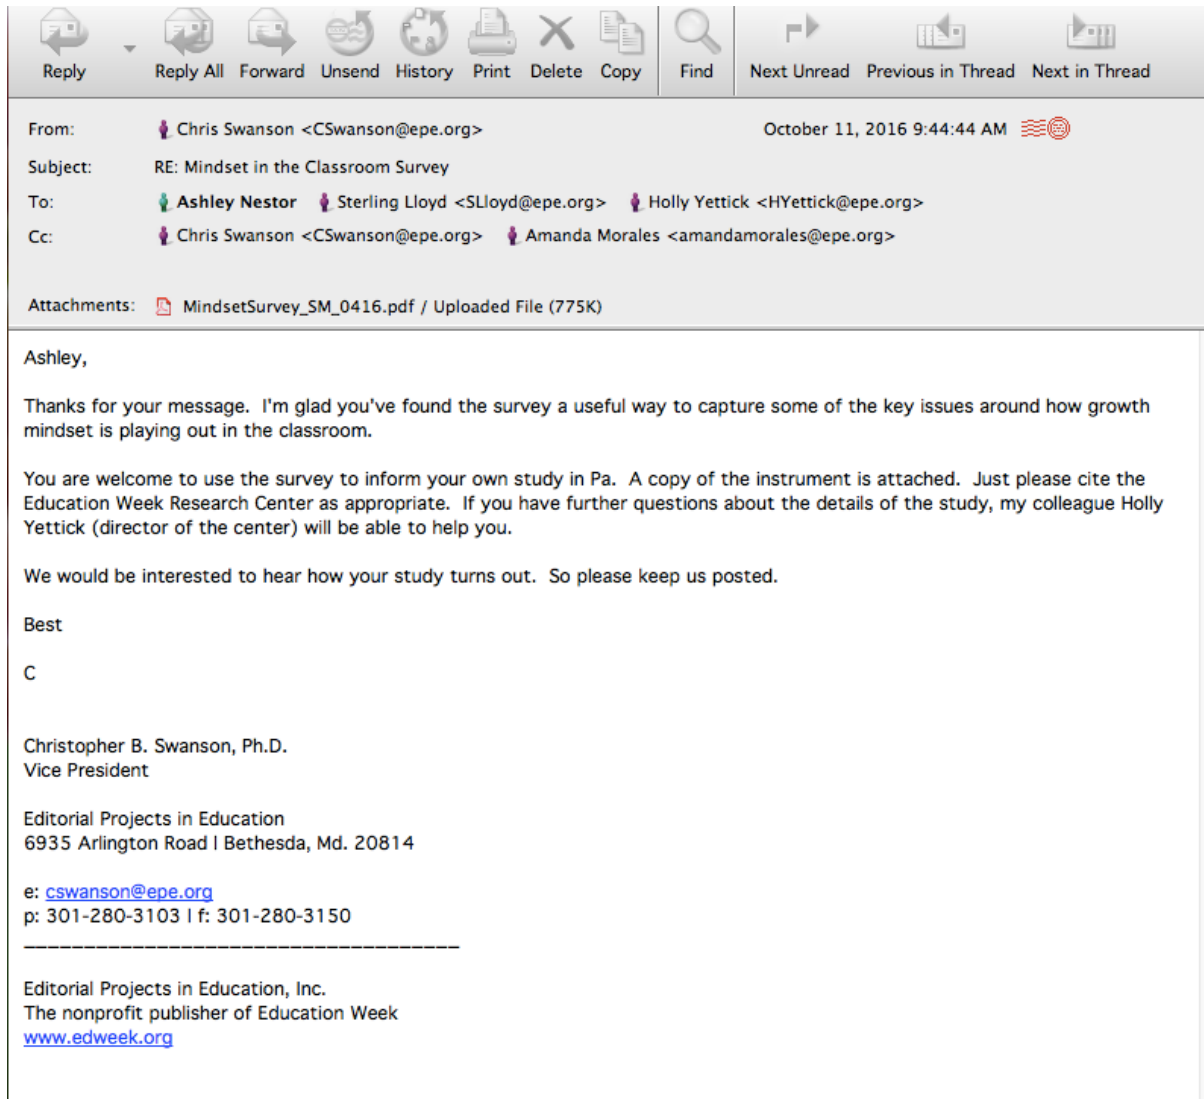 Reply Reply All Forward Unsend History Print Delete Copy Find Next Unread Previous in Thread Next in Thread
From: Chris Swanson <CSwanson@epe.org> October 11, 2016 9:44:44 AM
Subject: RE: Mindset in the Classroom Survey
To: Ashley Nestor Sterling Lloyd <SLloyd@epe.org> Holly Yettick <HYettick@epe.org>
Cc: Chris Swanson <CSwanson@epe.org> Amanda Morales <amandamorales@epe.org>
Attachments: MindsetSurvey_SM_0416.pdf / Uploaded File (775K)
Ashley,
Thanks for your message.  I'm glad you've found the survey a useful way to capture some of the key issues around how growth
mindset is playing out in the classroom.
You are welcome to use the survey to inform your own study in Pa.  A copy of the instrument is attached.  Just please cite the
Education Week Research Center as appropriate.  If you have further questions about the details of the study, my colleague Holly
Yettick (director of the center) will be able to help you.
We would be interested to hear how your study turns out.  So please keep us posted.
Best
C
Christopher B. Swanson, Ph.D.
Vice President
Editorial Projects in Education
6935 Arlington Road l Bethesda, Md. 20814
e: cswanson@epe.org
p: 301-280-3103 l f: 301-280-3150
_____________________________________
Editorial Projects in Education, Inc.
The nonprofit publisher of Education Week
www.edweek.org